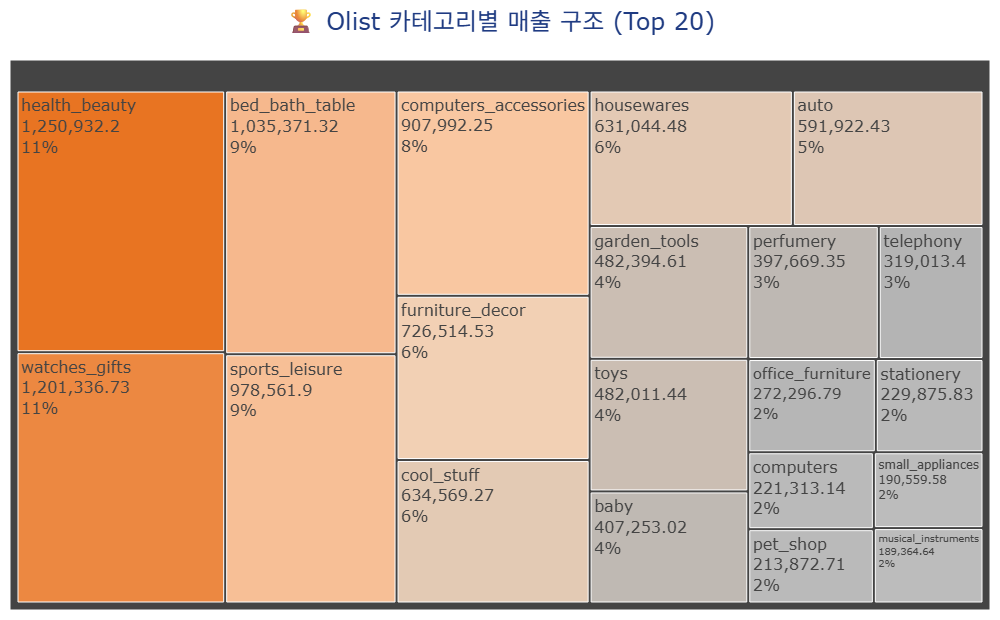 🏆 Olist 카테고리별 매출 구조 (Top 20)
health_beauty
1,250,932.2
11%
watches_gifts
1,201,336.73
11%
bed_bath_table
1,035,371.32
9%
sports_leisure
978,561.9
9%
computers_accessories
907,992.25
8%
furniture_decor
726,514.53
6%
cool_stuff
634,569.27
6%
housewares
631,044.48
6%
auto
591,922.43
5%
garden_tools
482,394.61
4%
toys
482,011.44
4%
baby
407,253.02
4%
perfumery
397,669.35
3%
telephony
319,013.4
3%
office_furniture
272,296.79
2%
stationery
229,875.83
2%
computers
221,313.14
2%
pet_shop
213,872.71
2%
small_appliances
190,559.58
2%
musical_instruments
189,364.64
2%